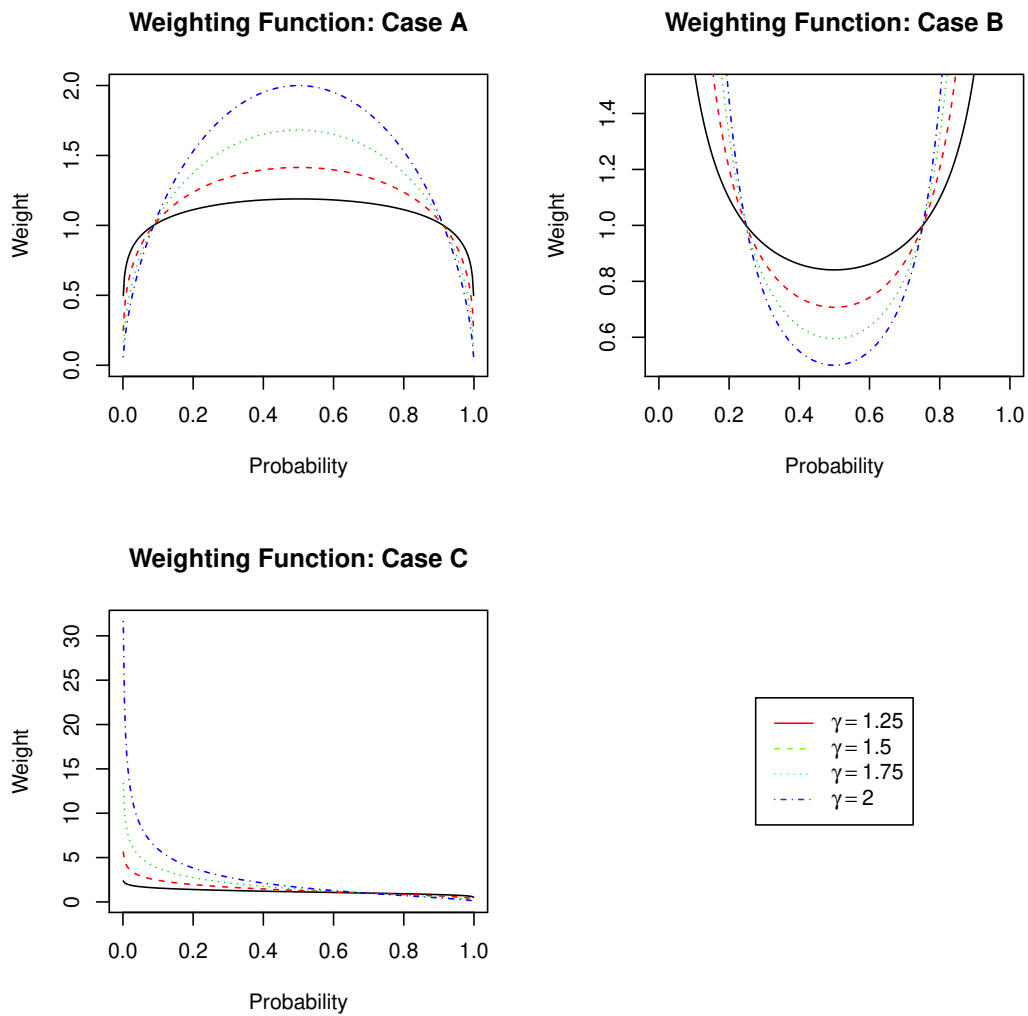 Weighting Function: Case A
Weight
0.0 0.5 1.0 1.5 2.0
0.0 0.2 0.4 0.6 0.8 1.0
Probability
Weighting Function: Case B
Weight
0.6 0.8 1.0 1.2 1.4
0.0 0.2 0.4 0.6 0.8 1.0
Probability
Weighting Function: Case C
Weight
0 5 10 15 20 25 30
0.0 0.2 0.4 0.6 0.8 1.0
Probability
γ = 1.25
γ = 1.5
γ = 1.75
γ = 2